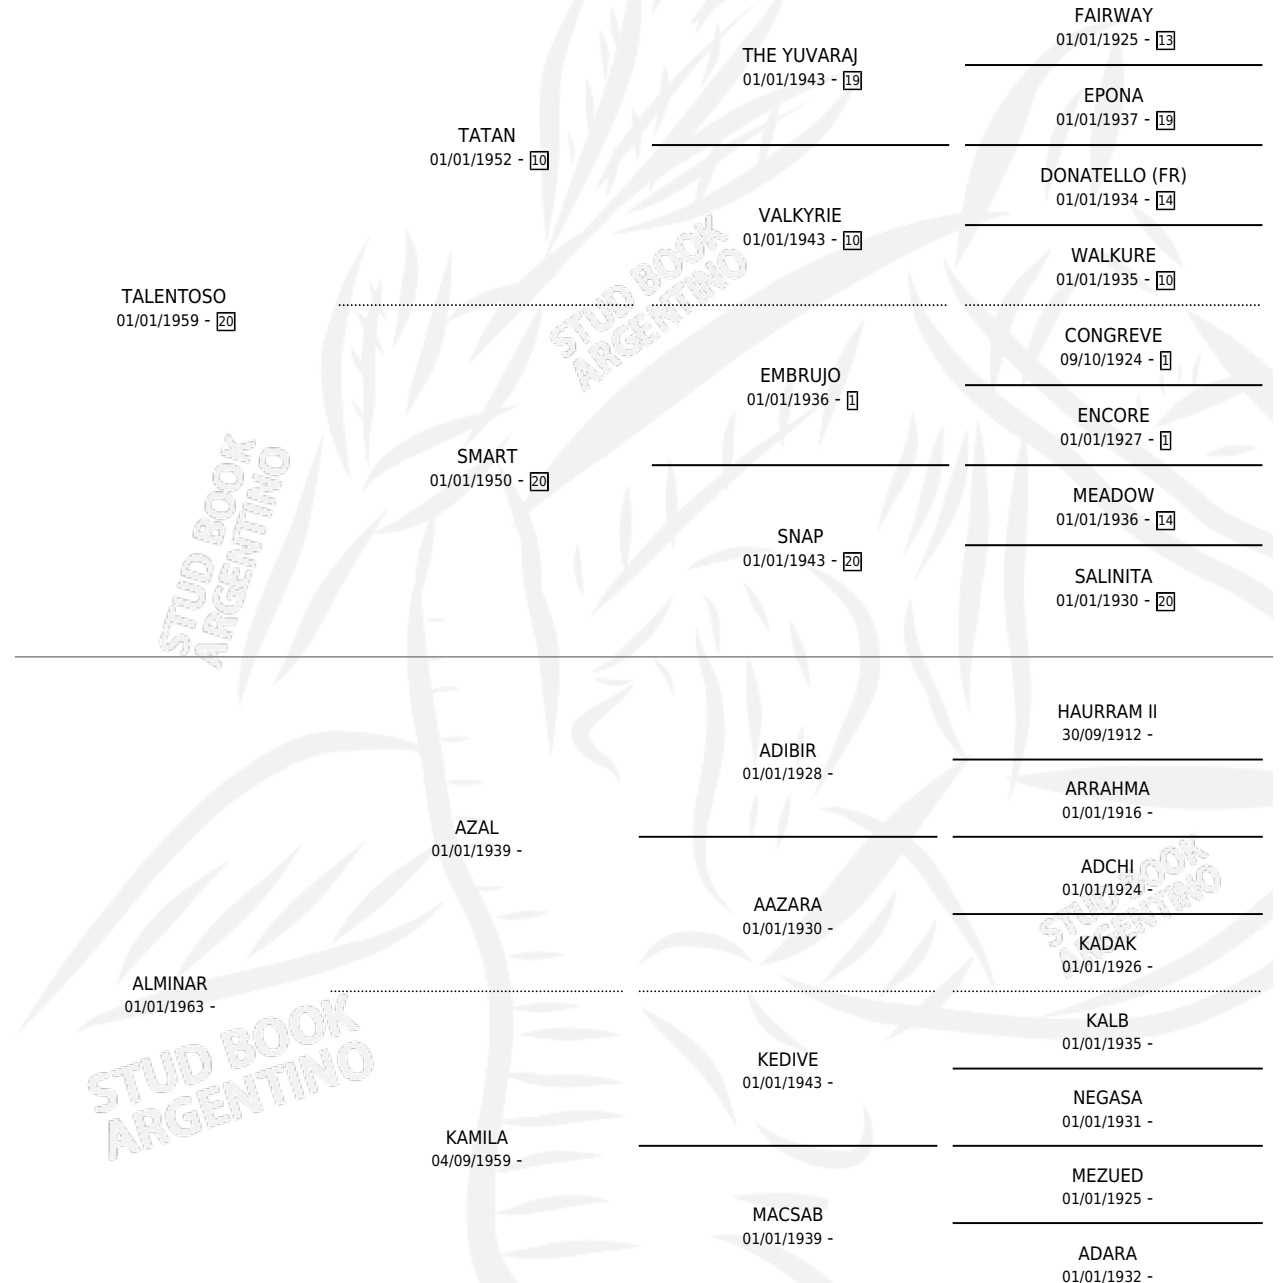 FAIRWAY
01/01/1925 - 13
THE YUVARAJ
01/01/1943 - 19
EPONA
01/01/1937 - 19
TATAN
01/01/1952 - 10
DONATELLO (FR)
01/01/1934 - 14
VALKYRIE
01/01/1943 - 10
WALKURE
01/01/1935 - 10
TALENTOSO
01/01/1959 - 20
CONGREVE
09/10/1924 - 1
EMBRUJO
01/01/1936 - 1
ENCORE
01/01/1927 - 1
SMART
01/01/1950 - 20
MEADOW
01/01/1936 - 14
SNAP
01/01/1943 - 20
SALINITA
01/01/1930 - 20
STUD BOOK
ARGENTINO
STUD BOOK
ARGENTINO
HAURRAM II
30/09/1912 -
ADIBIR
01/01/1928 -
ARRAHMA
01/01/1916 -
AZAL
01/01/1939 -
ADCHI
01/01/1924 -
AAZARA
01/01/1930 -
KADAK
01/01/1926 -
STUD BOOK
ARGENTINO
ALMINAR
01/01/1963 -
KALB
01/01/1935 -
KEDIVE
01/01/1943 -
NEGASA
01/01/1931 -
STUD BOOK
ARGENTINO
KAMILA
04/09/1959 -
MEZUED
01/01/1925 -
MACSAB
01/01/1939 -
ADARA
01/01/1932 -